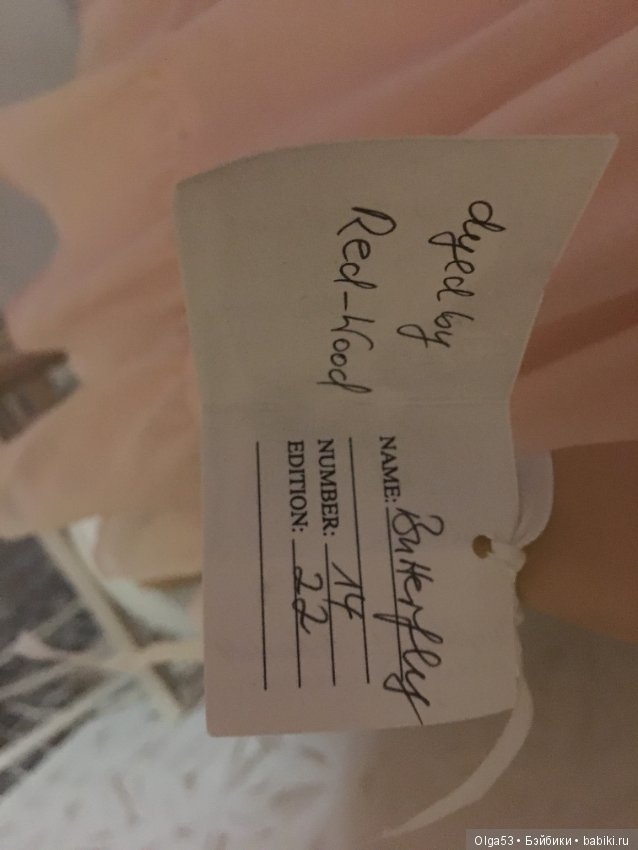 dyed by
Red-Wood
NAME: Butterfly
NUMBER: 14
EDITION: 22
Olga53 • Бэйбики • babiki.ru